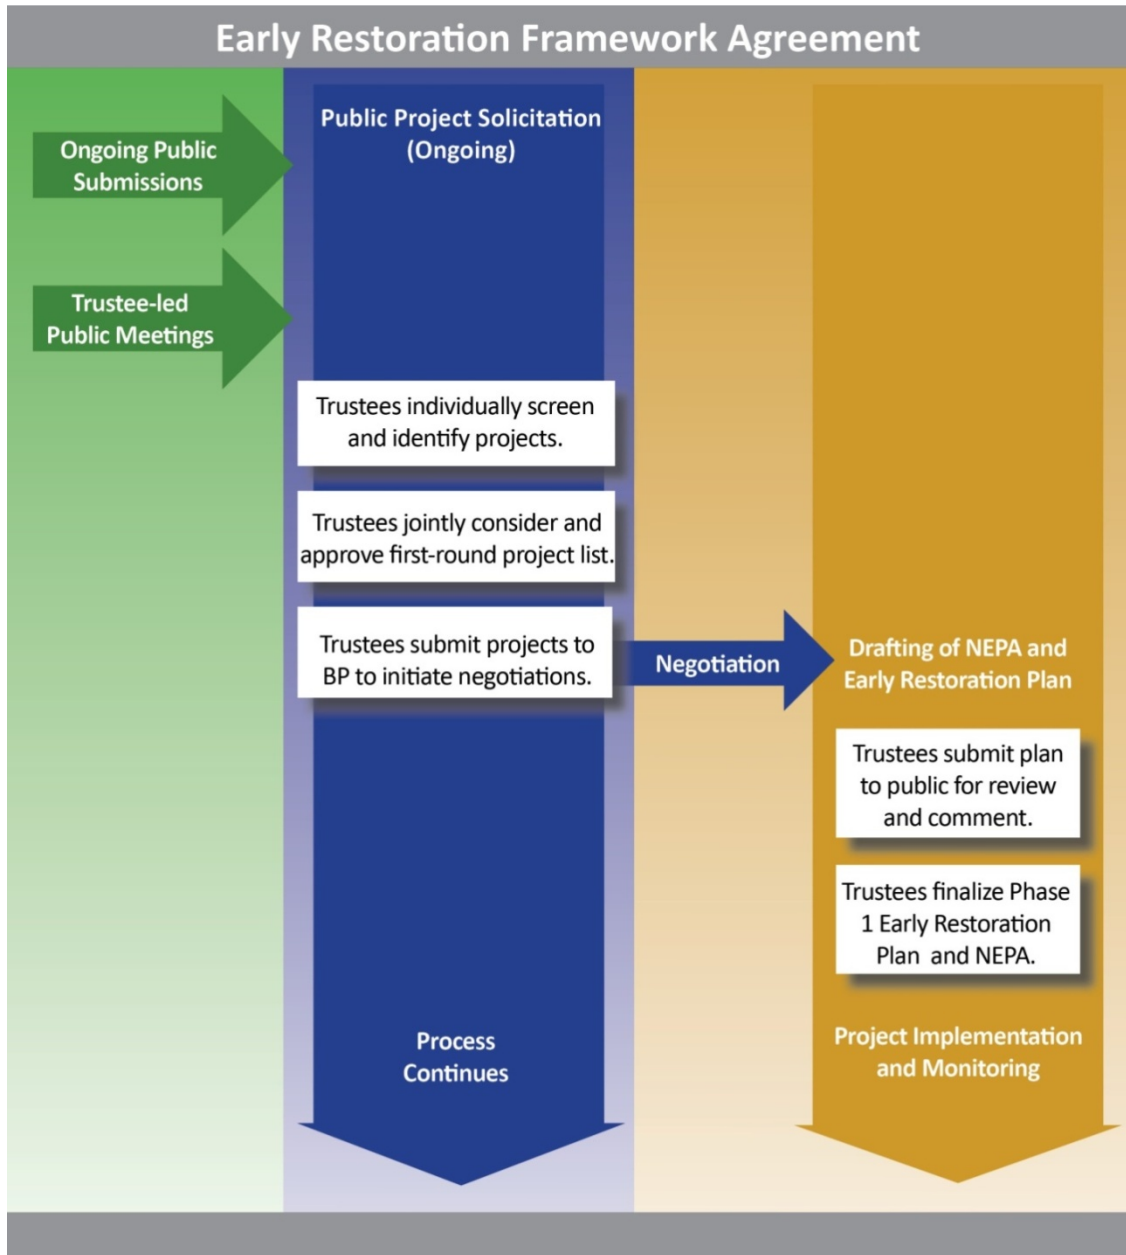 Early Restoration Framework Agreement
Ongoing Public
Submissions
Trustee-led
Public Meetings
Public Project Solicitation
(Ongoing)
Trustees individually screen
and identify projects.
Trustees jointly consider and
approve first-round project list.
Trustees submit projects to
BP to initiate negotiations.
Process
Continues
Negotiation
Drafting of NEPA and
Early Restoration Plan
Trustees submit plan
to public for review
and comment.
Trustees finalize Phase
1 Early Restoration
Plan and NEPA.
Project Implementation
and Monitoring